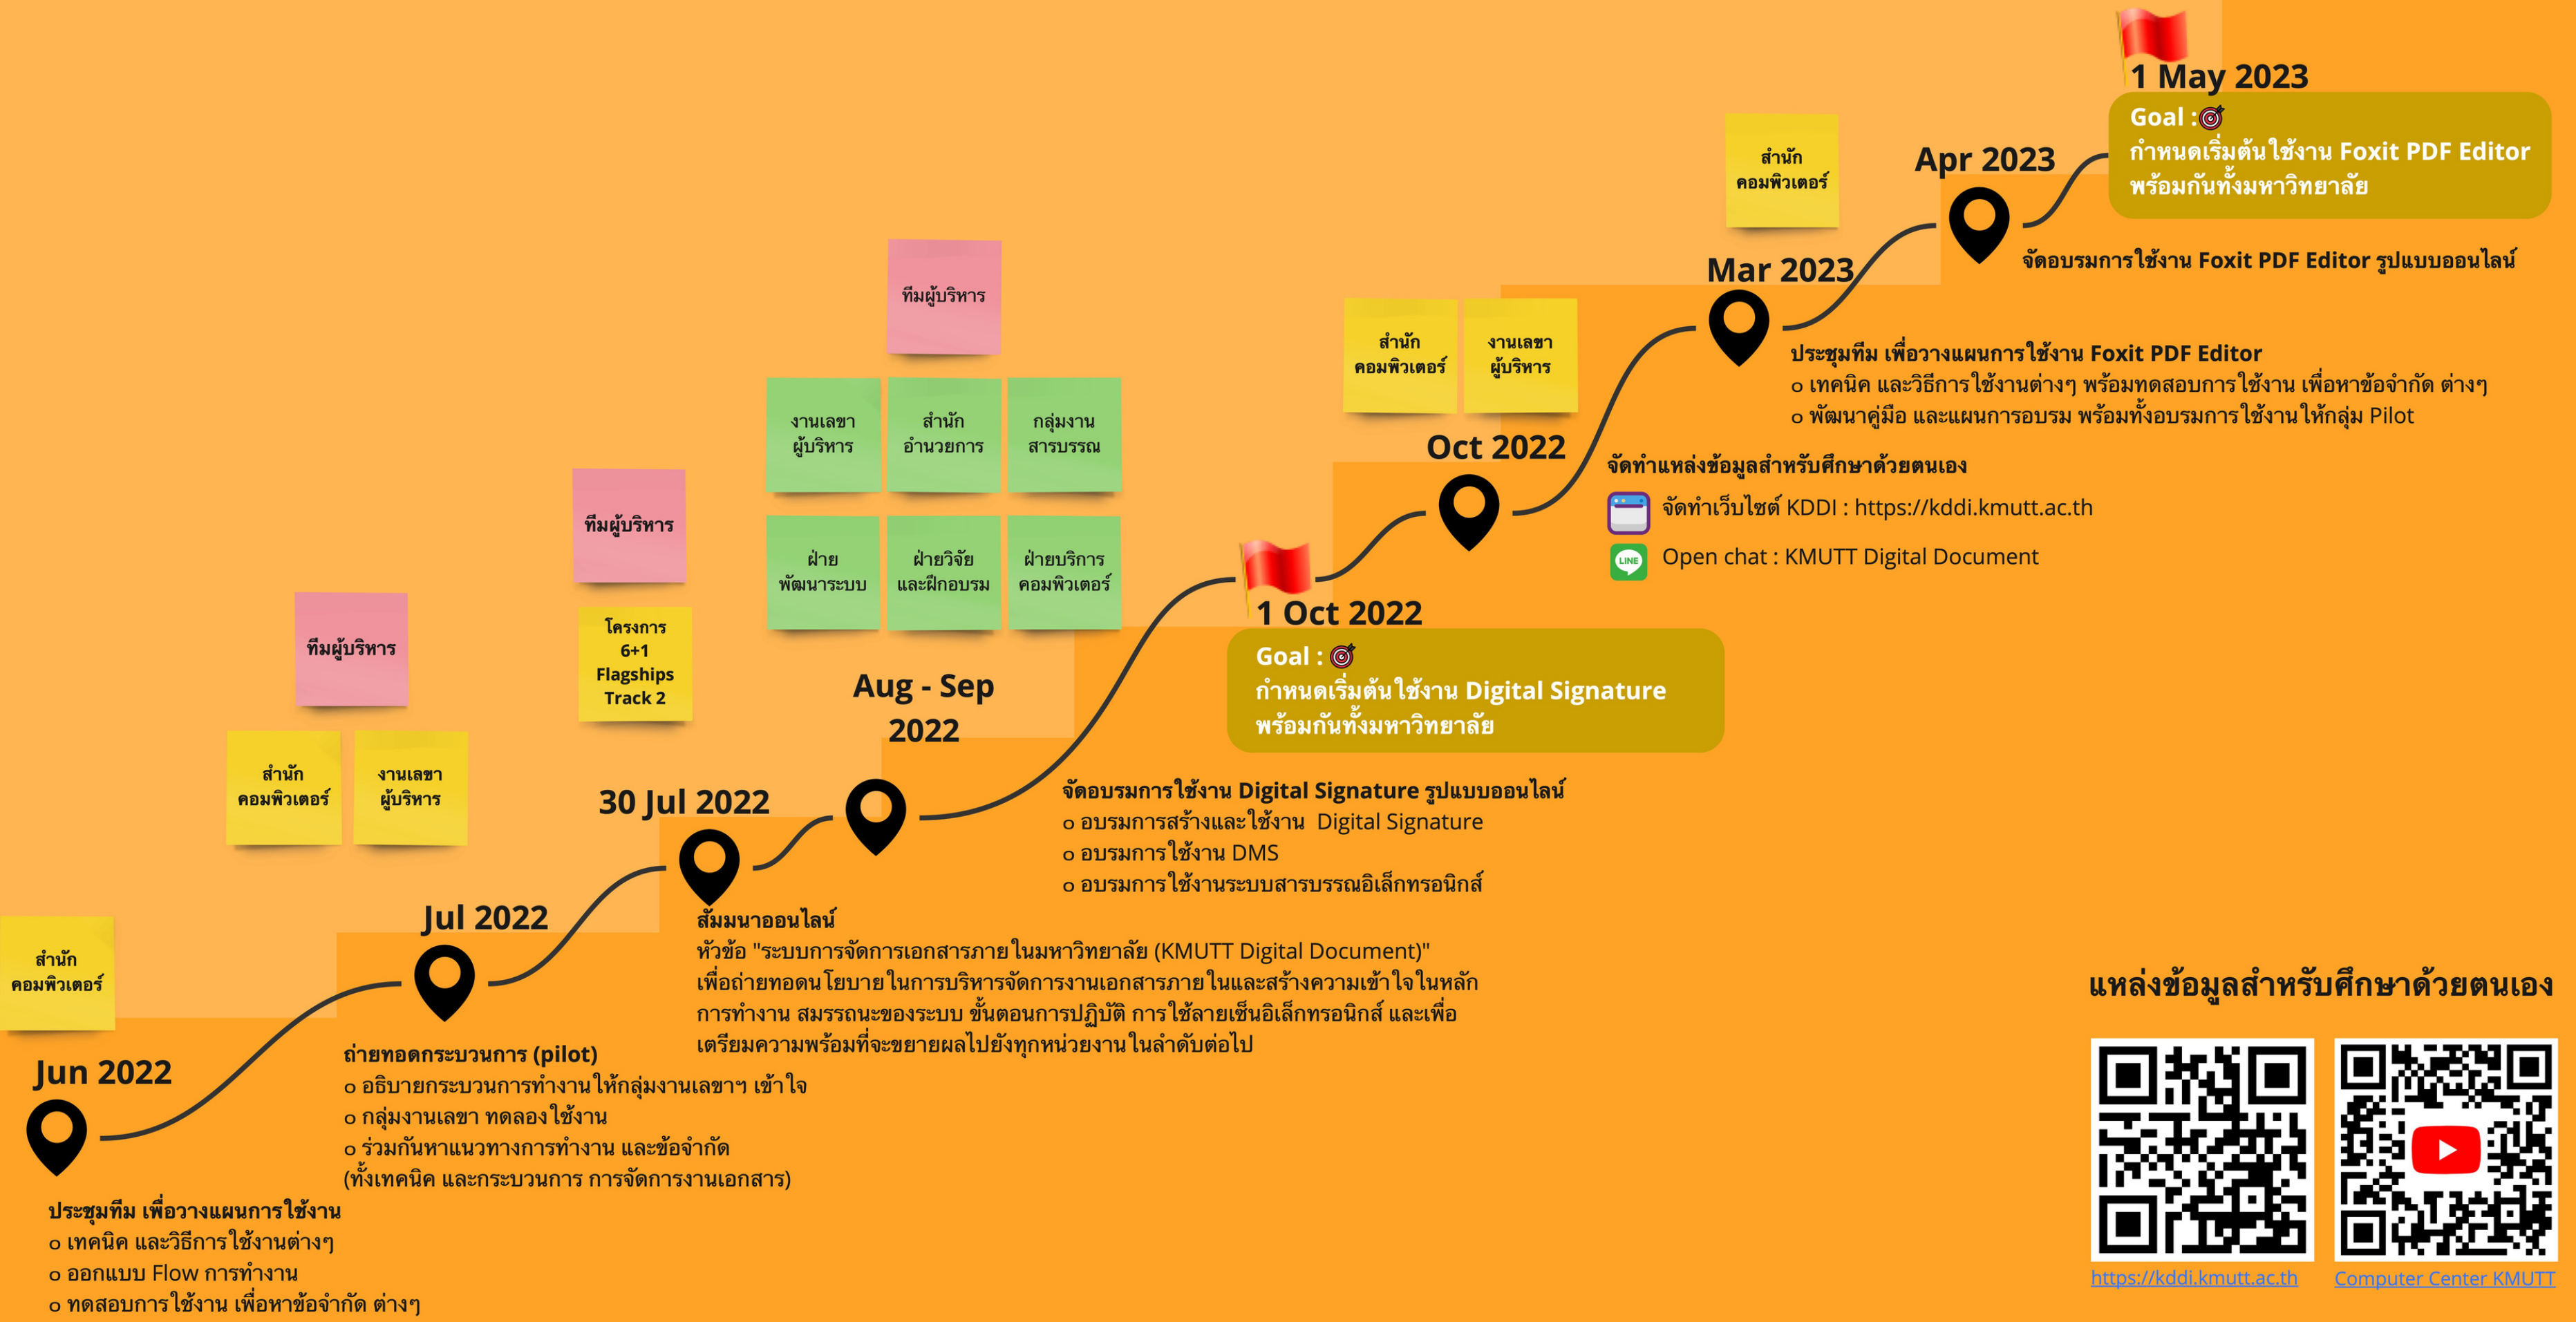 สำนัก
คอมพิวเตอร์
Jun 2022
ประชุมทีม เพื่อวางแผนการใช้งาน
o เทคนิค และวิธีการใช้งานต่างๆ
o ออกแบบ Flow การทำงาน
o ทดสอบการใช้งาน เพื่อหาข้อจำกัด ต่างๆ
ทีมผู้บริหาร
สำนัก
คอมพิวเตอร์
งานเลขา
ผู้บริหาร
Jul 2022
ถ่ายทอดกระบวนการ (pilot)
o อธิบายกระบวนการทำงานให้กลุ่มงานเลขาฯ เข้าใจ
o กลุ่มงานเลขา ทดลองใช้งาน
o ร่วมกันหาแนวทางการทำงาน และข้อจำกัด
(ทั้งเทคนิค และกระบวนการ การจัดการงานเอกสาร)
ทีมผู้บริหาร
โครงการ
6+1
Flagships
Track 2
30 Jul 2022
สัมมนาออนไลน์
หัวข้อ "ระบบการจัดการเอกสารภายในมหาวิทยาลัย (KMUTT Digital Document)"
เพื่อถ่ายทอดนโยบายในการบริหารจัดการงานเอกสารภายในและสร้างความเข้าใจในหลัก
การทำงาน สมรรถนะของระบบ ขั้นตอนการปฏิบัติ การใช้ลายเซ็นอิเล็กทรอนิกส์ และเพื่อ
เตรียมความพร้อมที่จะขยายผลไปยังทุกหน่วยงานในลำดับต่อไป
ทีมผู้บริหาร
งานเลขา
ผู้บริหาร
สำนัก
อำนวยการ
กลุ่มงาน
สารบรรณ
ฝ่าย
พัฒนาระบบ
ฝ่ายวิจัย
และฝึกอบรม
ฝ่ายบริการ
คอมพิวเตอร์
Aug - Sep
2022
จัดอบรมการใช้งาน Digital Signature รูปแบบออนไลน์
o อบรมการสร้างและใช้งาน Digital Signature
o อบรมการใช้งาน DMS
o อบรมการใช้งานระบบสารบรรณอิเล็กทรอนิกส์
1 Oct 2022
Goal :
กำหนดเริ่มต้นใช้งาน Digital Signature
พร้อมกันทั้งมหาวิทยาลัย
สำนัก
คอมพิวเตอร์
งานเลขา
ผู้บริหาร
Oct 2022
จัดทำแหล่งข้อมูลสำหรับศึกษาด้วยตนเอง
จัดทำเว็บไซต์ KDDI : https://kddi.kmutt.ac.th
LINE
Open chat : KMUTT Digital Document
สำนัก
คอมพิวเตอร์
Mar 2023
ประชุมทีม เพื่อวางแผนการใช้งาน Foxit PDF Editor
o เทคนิค และวิธีการใช้งานต่างๆ พร้อมทดสอบการใช้งาน เพื่อหาข้อจำกัด ต่างๆ
o พัฒนาคู่มือ และแผนการอบรม พร้อมทั้งอบรมการใช้งานให้กลุ่ม Pilot
Apr 2023
จัดอบรมการใช้งาน Foxit PDF Editor รูปแบบออนไลน์
1 May 2023
Goal :
กำหนดเริ่มต้นใช้งาน Foxit PDF Editor
พร้อมกันทั้งมหาวิทยาลัย
แหล่งข้อมูลสำหรับศึกษาด้วยตนเอง
https://kddi.kmutt.ac.th
Computer Center KMUTT